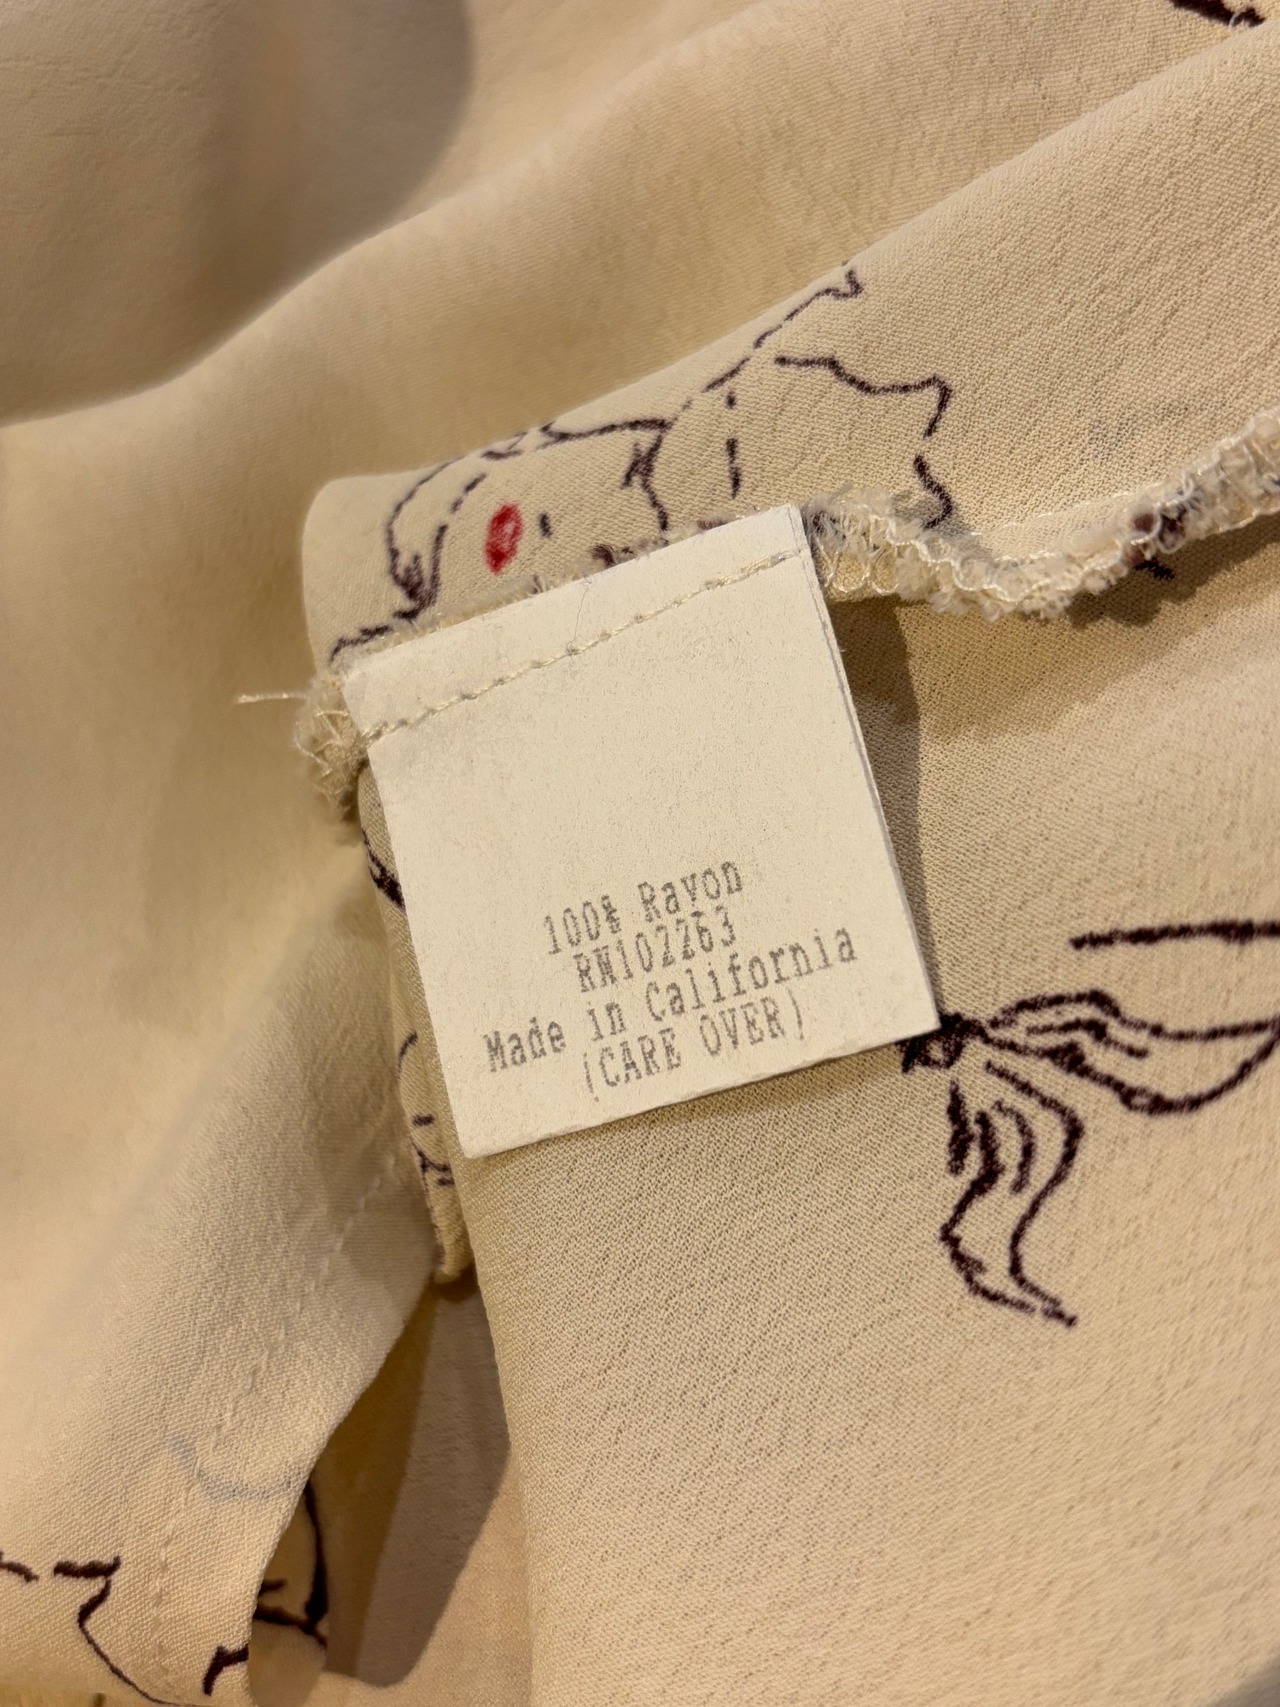 100% Rayon
RN102263
Made in California
(CARE OVER)